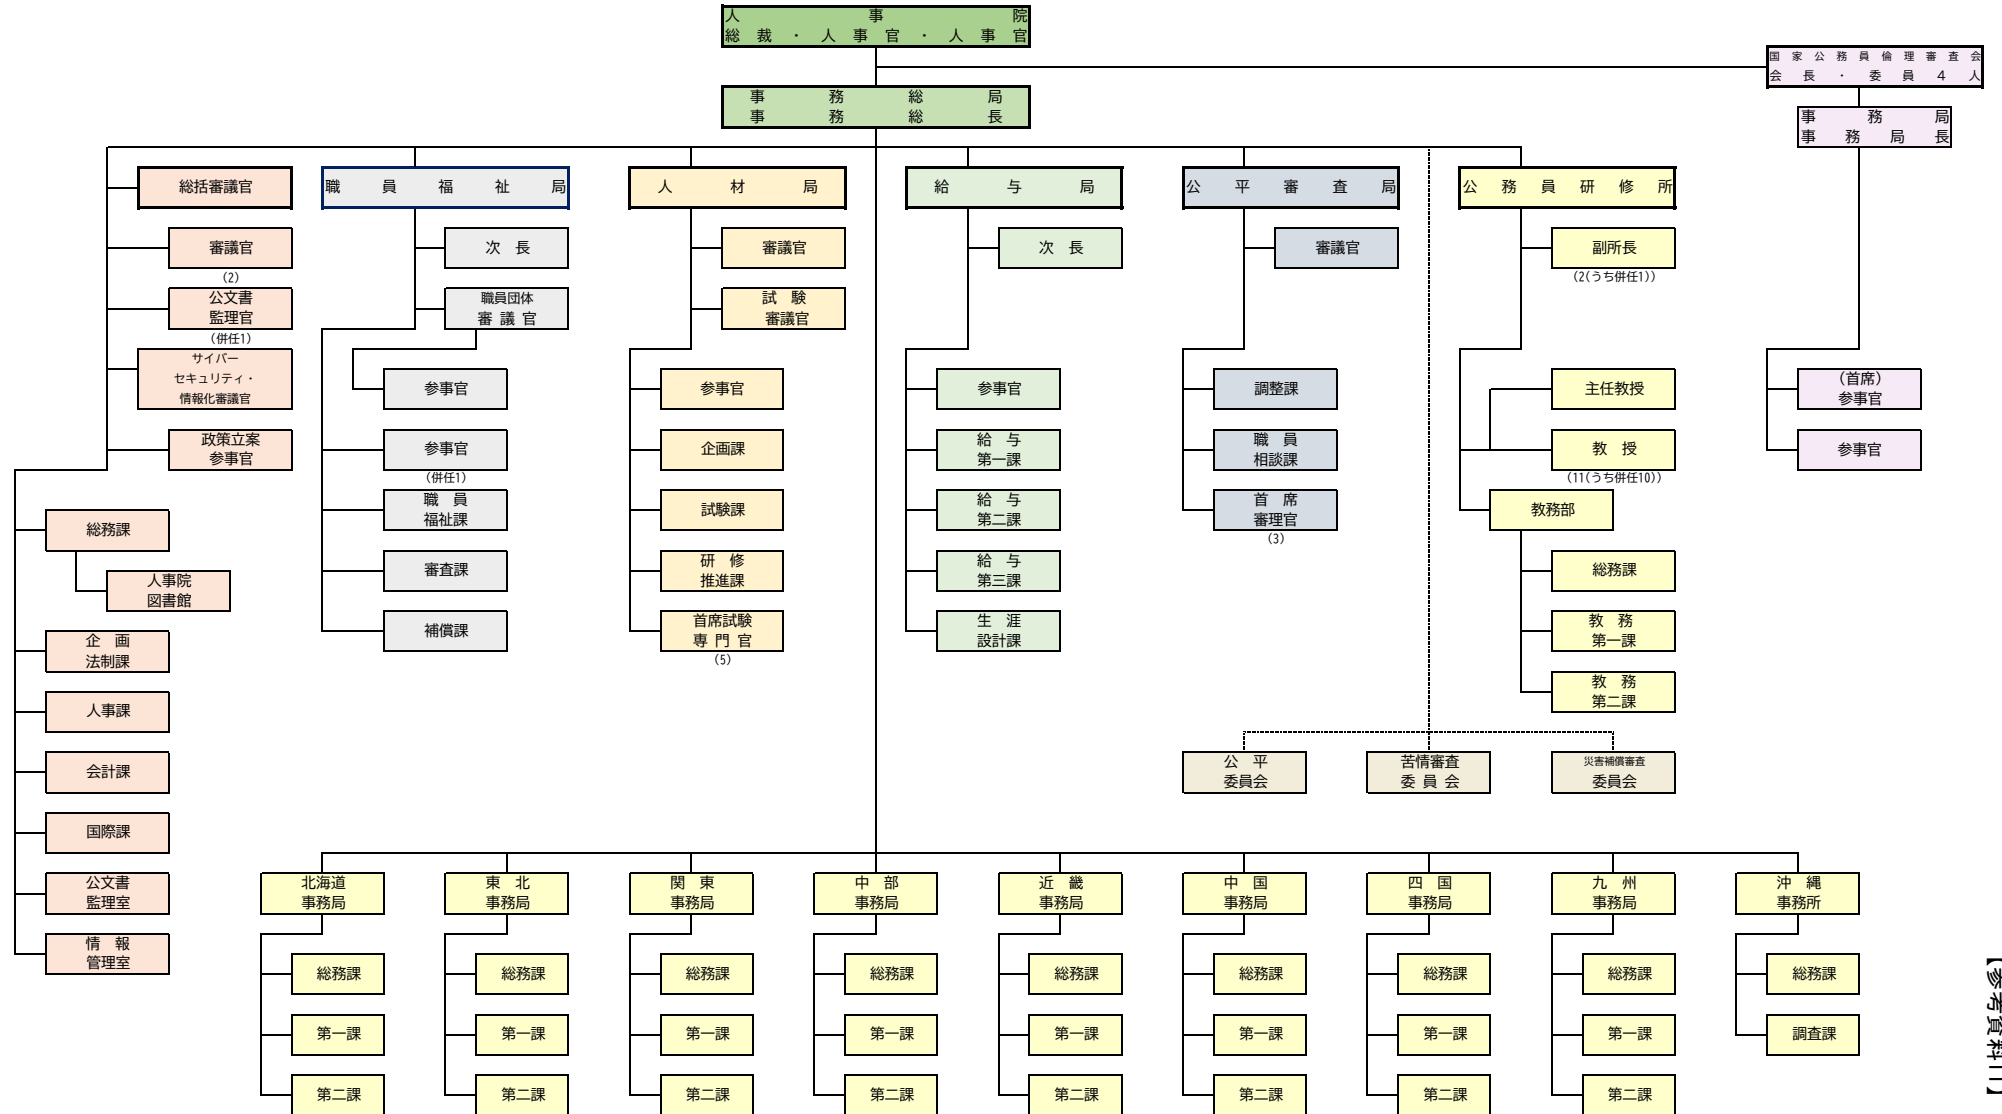 人事院
総裁・人事官・人事官
国家公務員倫理審査会
会長・委員４人
事務総局
事務総長
事務局
事務局長
総括審議官
審議官
(2)
公文書
監理官
(併任1)
サイバー
セキュリティ・
情報化審議官
政策立案
参事官
総務課
人事院
図書館
企　画
法制課
人事課
会計課
国際課
公文書
監理室
情　報
管理室
職員福祉局
次　長
職員団体
審 議 官
参事官
参事官
(併任1)
職　員
福祉課
審査課
補償課
人材局
審議官
試　験
審議官
参事官
企画課
試験課
研　修
推進課
首席試験
専 門 官
(5)
給与局
次　長
参事官
給　与
第一課
給　与
第二課
給　与
第三課
生　涯
設計課
公平審査局
審議官
調整課
職　員
相談課
首　席
審理官
(3)
公務員研修所
副所長
(2(うち併任1))
主任教授
教　授
(11(うち併任10))
教務部
総務課
教　務
第一課
教　務
第二課
（首席）
参事官
参事官
公　平
委員会
苦情審査
委 員 会
災害補償審査
委員会
北海道
事務局
総務課
第一課
第二課
東　北
事務局
総務課
第一課
第二課
関　東
事務局
総務課
第一課
第二課
中　部
事務局
総務課
第一課
第二課
近　畿
事務局
総務課
第一課
第二課
中　国
事務局
総務課
第一課
第二課
四　国
事務局
総務課
第一課
第二課
九　州
事務局
総務課
第一課
第二課
沖　縄
事務所
総務課
調査課
【参考資料